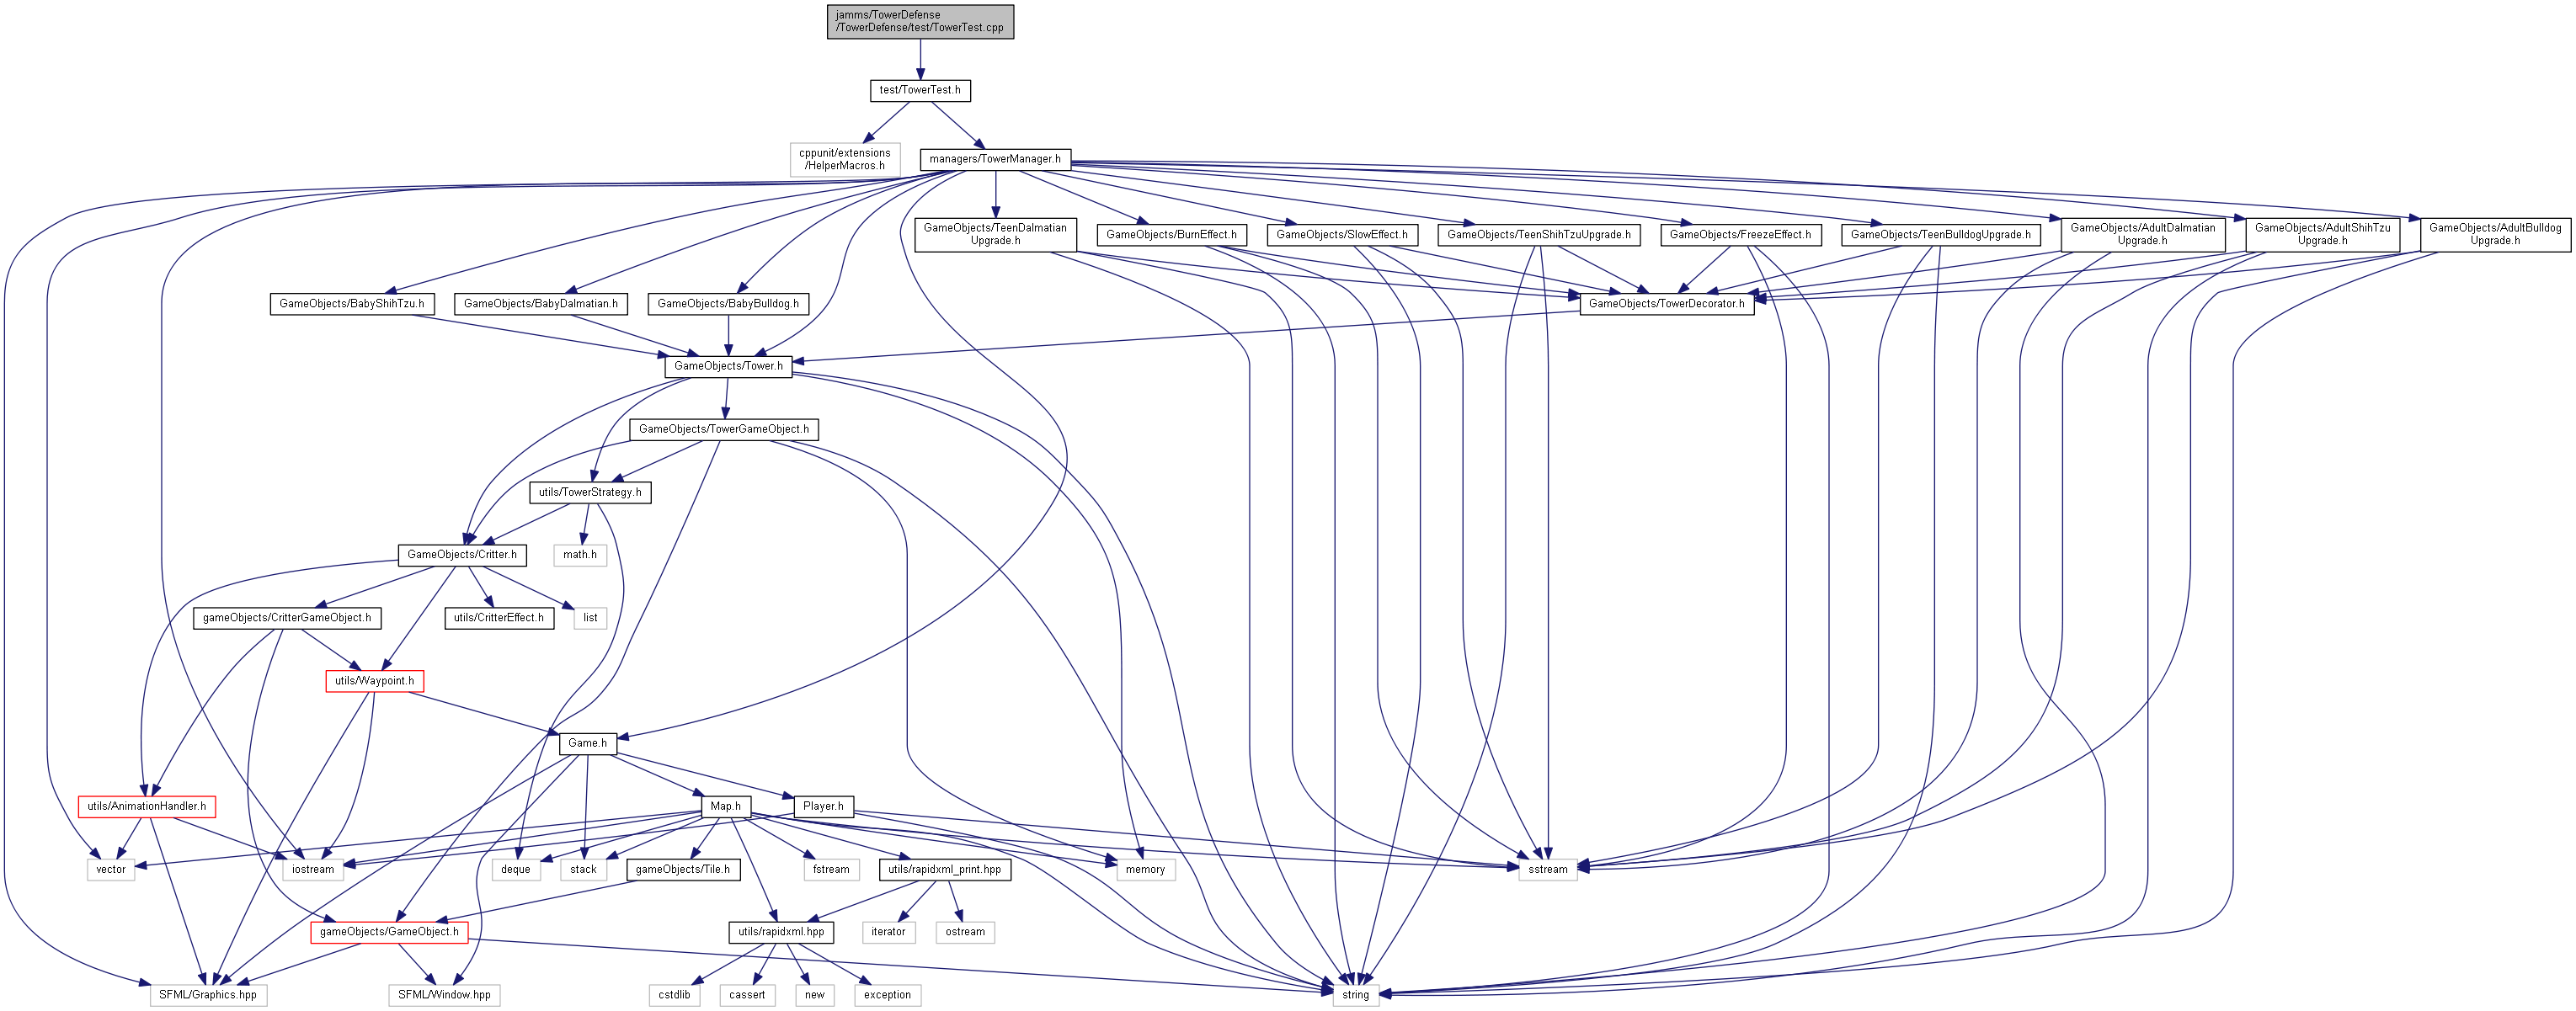 jamms/TowerDefense
/TowerDefense/test/TowerTest.cpp
test/TowerTest.h
cppunit/extensions
/HelperMacros.h
managers/TowerManager.h
GameObjects/TeenDalmatian
Upgrade.h
GameObjects/BurnEffect.h
GameObjects/SlowEffect.h
GameObjects/TeenShihTzuUpgrade.h
GameObjects/FreezeEffect.h
GameObjects/TeenBulldogUpgrade.h
GameObjects/AdultDalmatian
Upgrade.h
GameObjects/AdultShihTzu
Upgrade.h
GameObjects/AdultBulldog
Upgrade.h
GameObjects/BabyShihTzu.h
GameObjects/BabyDalmatian.h
GameObjects/BabyBulldog.h
GameObjects/TowerDecorator.h
GameObjects/Tower.h
GameObjects/TowerGameObject.h
utils/TowerStrategy.h
GameObjects/Critter.h
math.h
gameObjects/CritterGameObject.h
utils/CritterEffect.h
list
utils/Waypoint.h
Game.h
utils/AnimationHandler.h
Map.h
Player.h
vector
iostream
deque
stack
gameObjects/Tile.h
fstream
utils/rapidxml_print.hpp
memory
sstream
gameObjects/GameObject.h
utils/rapidxml.hpp
iterator
ostream
SFML/Graphics.hpp
SFML/Window.hpp
cstdlib
cassert
new
exception
string